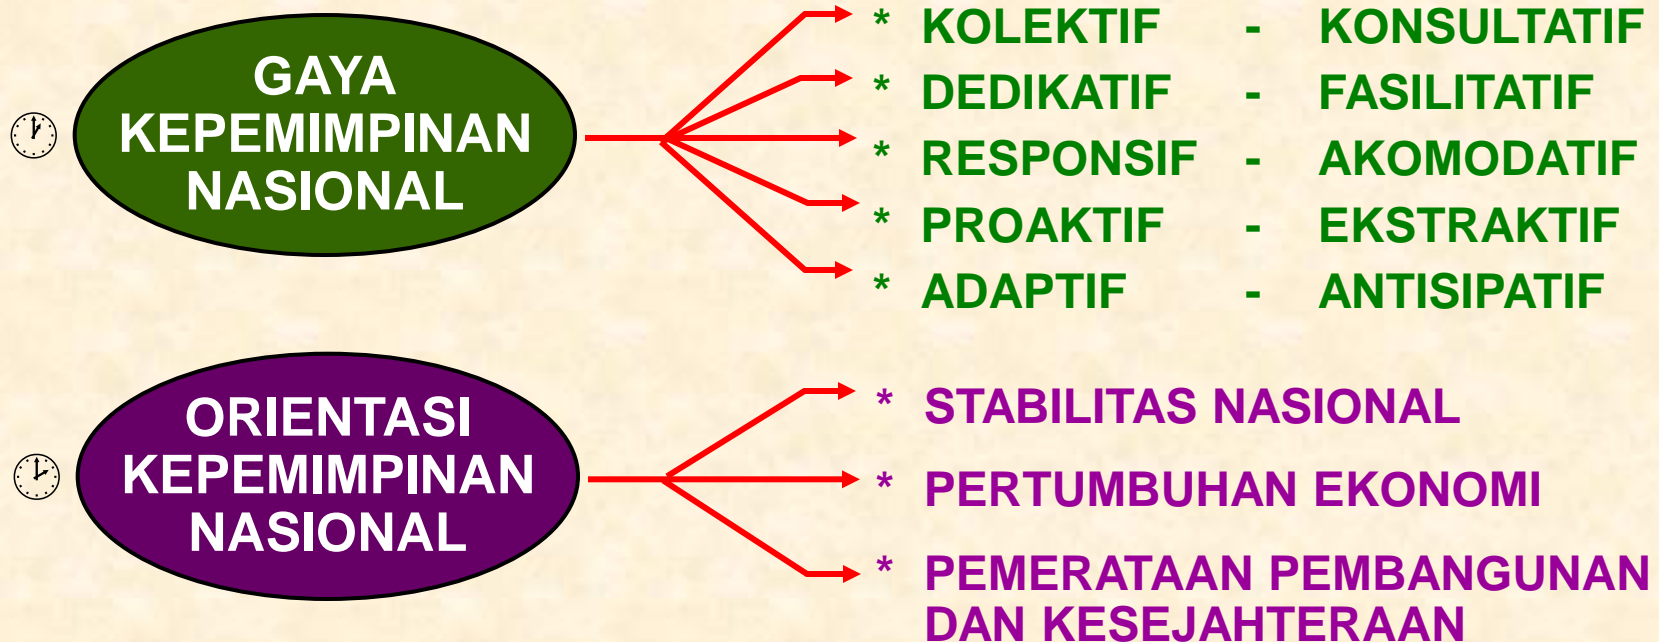 GAYA
KEPEMIMPINAN
NASIONAL
* KOLEKTIF - KONSULTATIF
* DEDIKATIF - FASILITATIF
* RESPONSIF - AKOMODATIF
* PROAKTIF - EKSTRAKTIF
* ADAPTIF - ANTISIPATIF
ORIENTASI
KEPEMIMPINAN
NASIONAL
* STABILITAS NASIONAL
* PERTUMBUHAN EKONOMI
* PEMERATAAN PEMBANGUNAN
DAN KESEJAHTERAAN